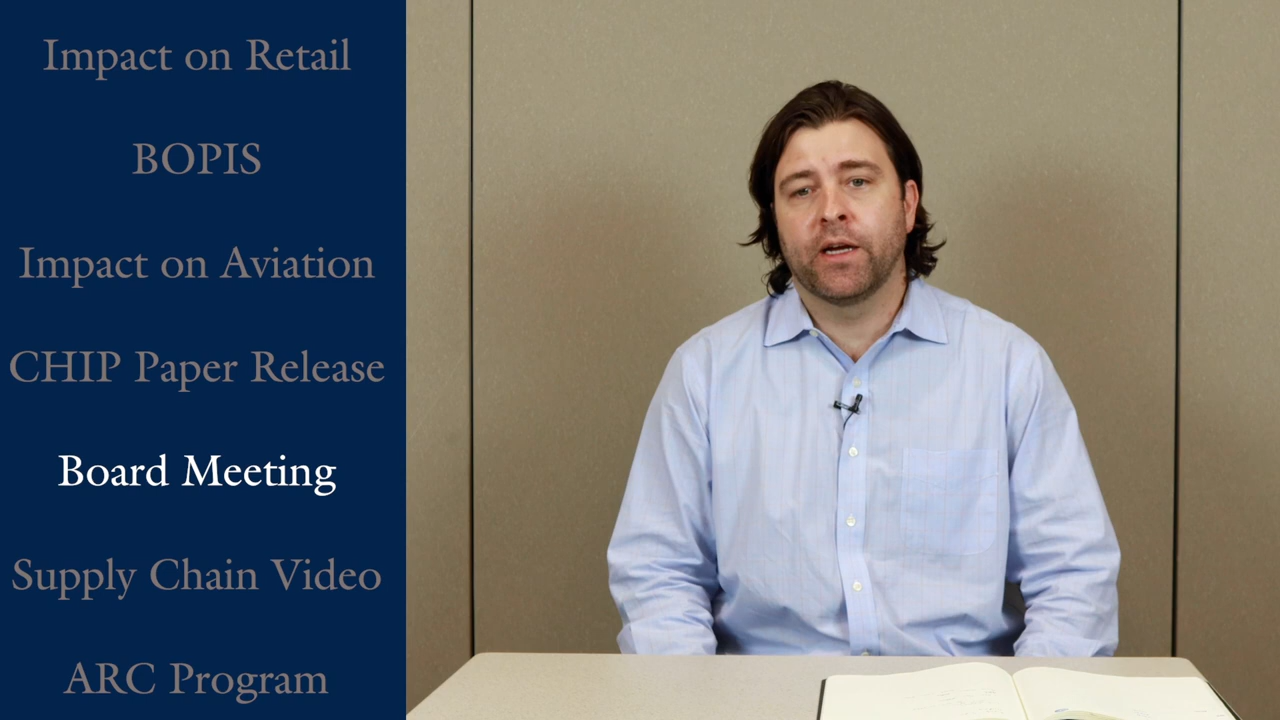 Impact on Retail
BOPIS
Impact on Aviation
CHIP Paper Release
Board Meeting
Supply Chain Video
ARC Program